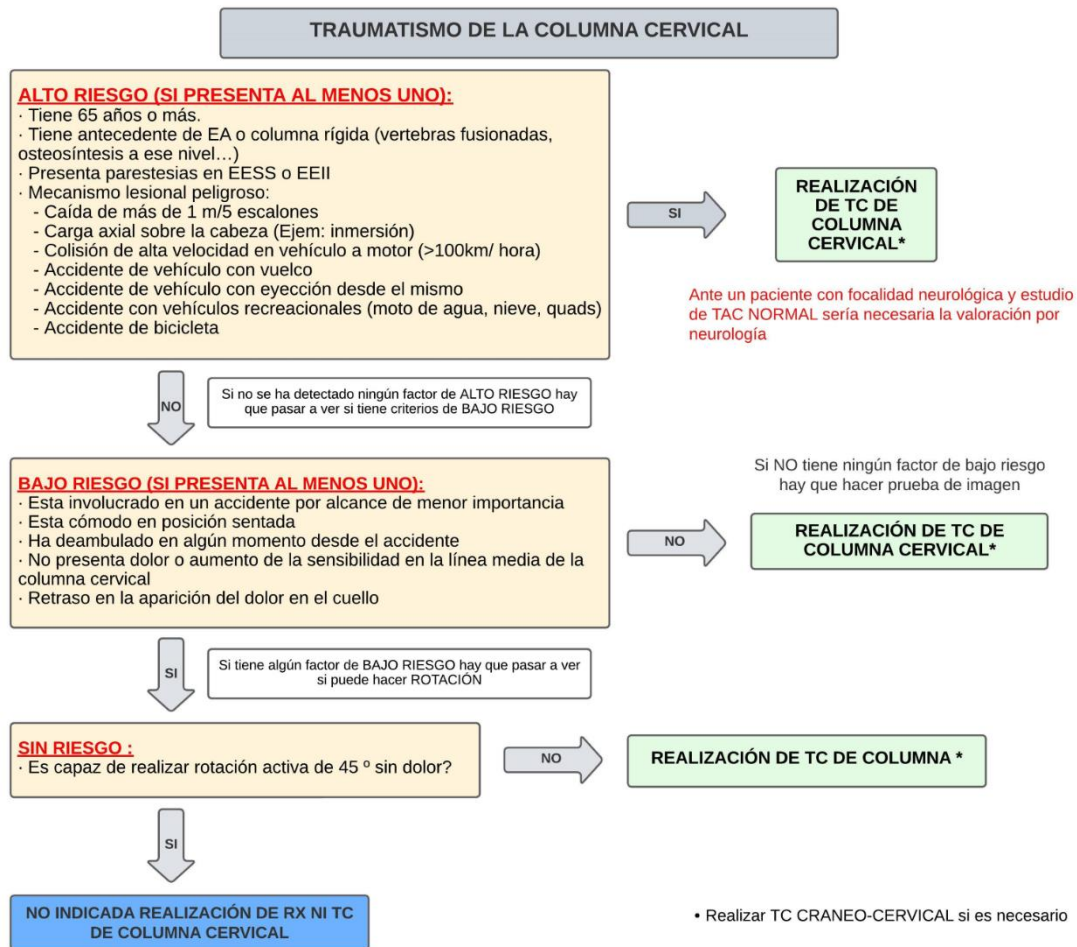 TRAUMATISMO DE LA COLUMNA CERVICAL
ALTO RIESGO (SI PRESENTA AL MENOS UNO):
· Tiene 65 años o más.
· Tiene antecedente de EA o columna rígida (vertebras fusionadas,
osteosíntesis a ese nivel…)
· Presenta parestesias en EESS o EEII
· Mecanismo lesional peligroso:
- Caída de más de 1 m/5 escalones
- Carga axial sobre la cabeza (Ejem: inmersión)
- Colisión de alta velocidad en vehículo a motor (>100km/ hora)
- Accidente de vehículo con vuelco
- Accidente de vehículo con eyección desde el mismo
- Accidente con vehículos recreacionales (moto de agua, nieve, quads)
- Accidente de bicicleta
SI
REALIZACIÓN
DE TC DE
COLUMNA
CERVICAL*
Ante un paciente con focalidad neurológica y estudio
de TAC NORMAL sería necesaria la valoración por
neurología
NO
Si no se ha detectado ningún factor de ALTO RIESGO hay
que pasar a ver si tiene criterios de BAJO RIESGO
BAJO RIESGO (SI PRESENTA AL MENOS UNO):
· Esta involucrado en un accidente por alcance de menor importancia
· Esta cómodo en posición sentada
· Ha deambulado en algún momento desde el accidente
· No presenta dolor o aumento de la sensibilidad en la línea media de la
columna cervical
· Retraso en la aparición del dolor en el cuello
NO
Si NO tiene ningún factor de bajo riesgo
hay que hacer prueba de imagen
REALIZACIÓN DE TC DE
COLUMNA CERVICAL*
SI
Si tiene algún factor de BAJO RIESGO hay que pasar a ver
si puede hacer ROTACIÓN
SIN RIESGO :
· Es capaz de realizar rotación activa de 45 º sin dolor?
NO
REALIZACIÓN DE TC DE COLUMNA *
SI
NO INDICADA REALIZACIÓN DE RX NI TC
DE COLUMNA CERVICAL
• Realizar TC CRANEO-CERVICAL si es necesario